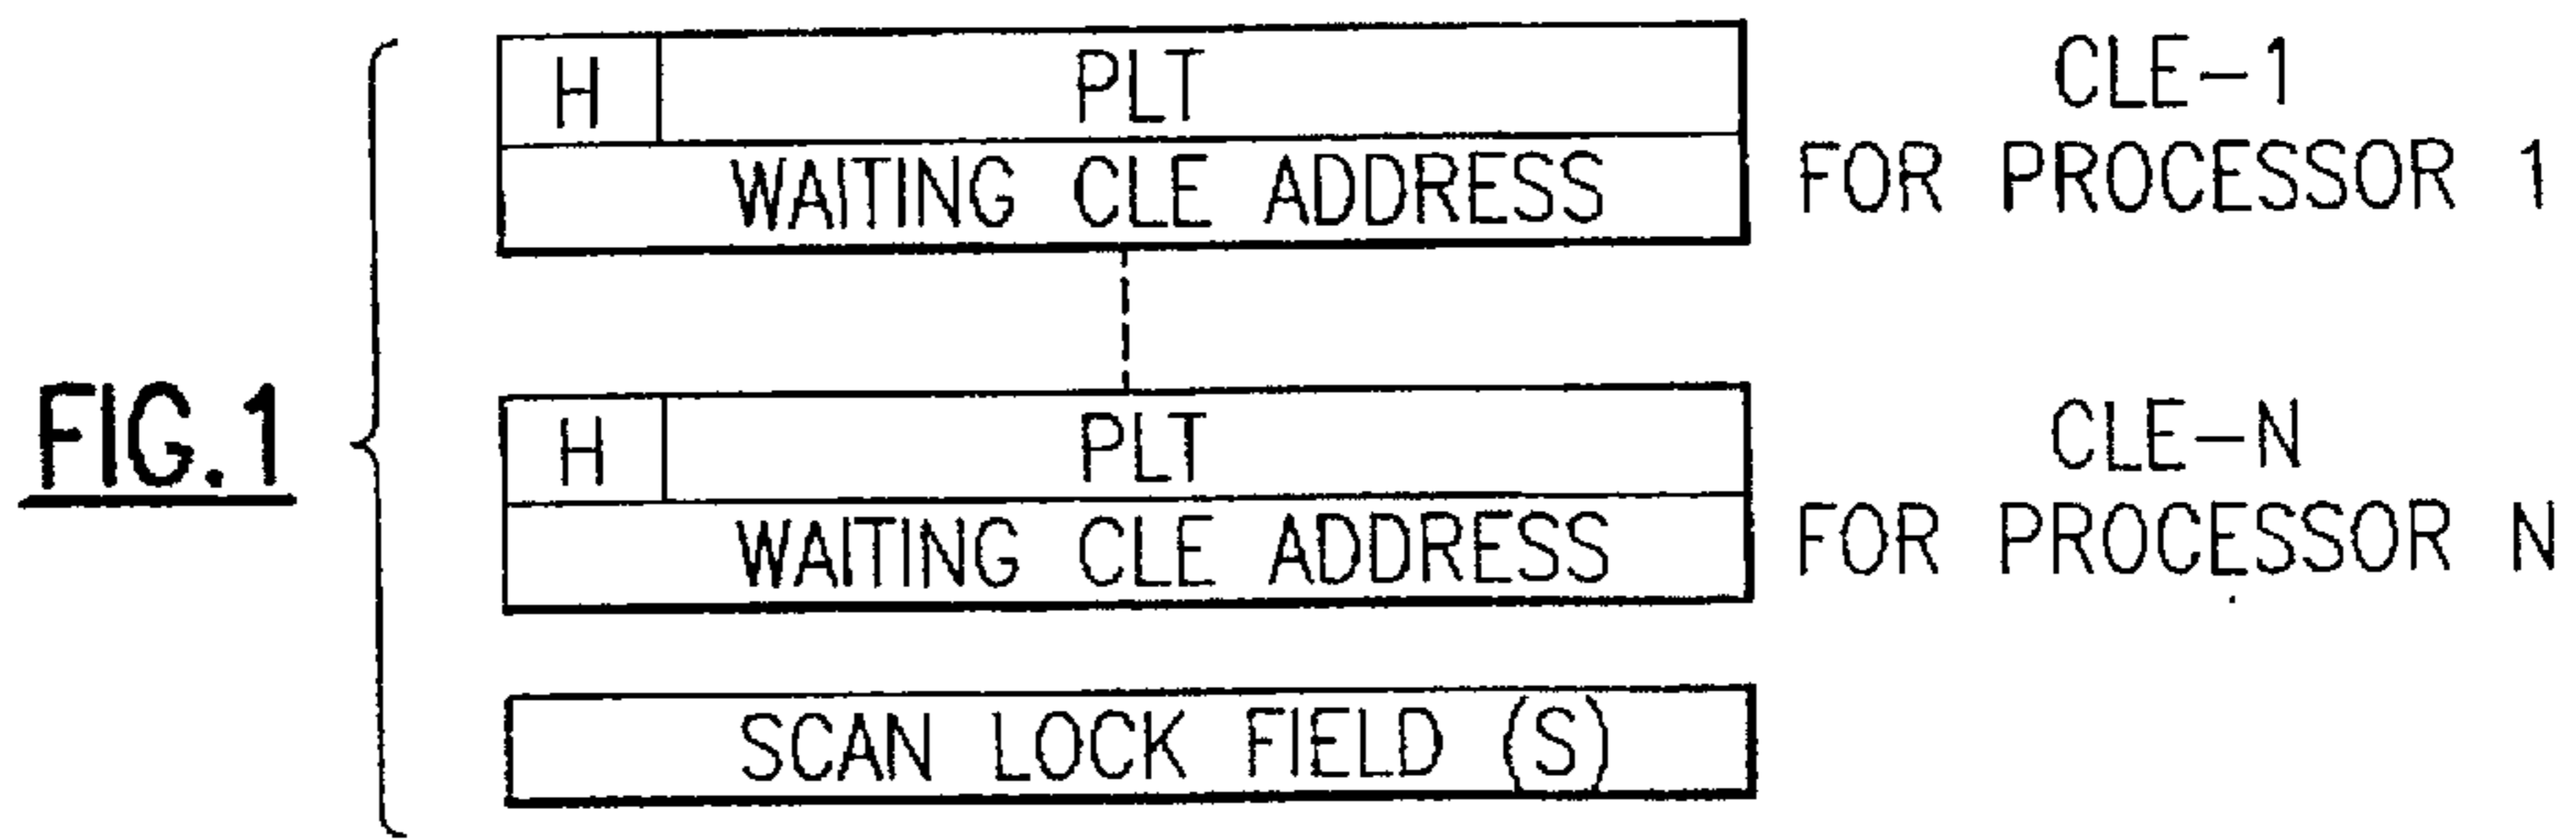 FIG.1
H PLT
WAITING CLE ADDRESS
CLE-1
FOR PROCESSOR 1
H PLT
WAITING CLE ADDRESS
CLE-N
FOR PROCESSOR N
SCAN LOCK FIELD (S)